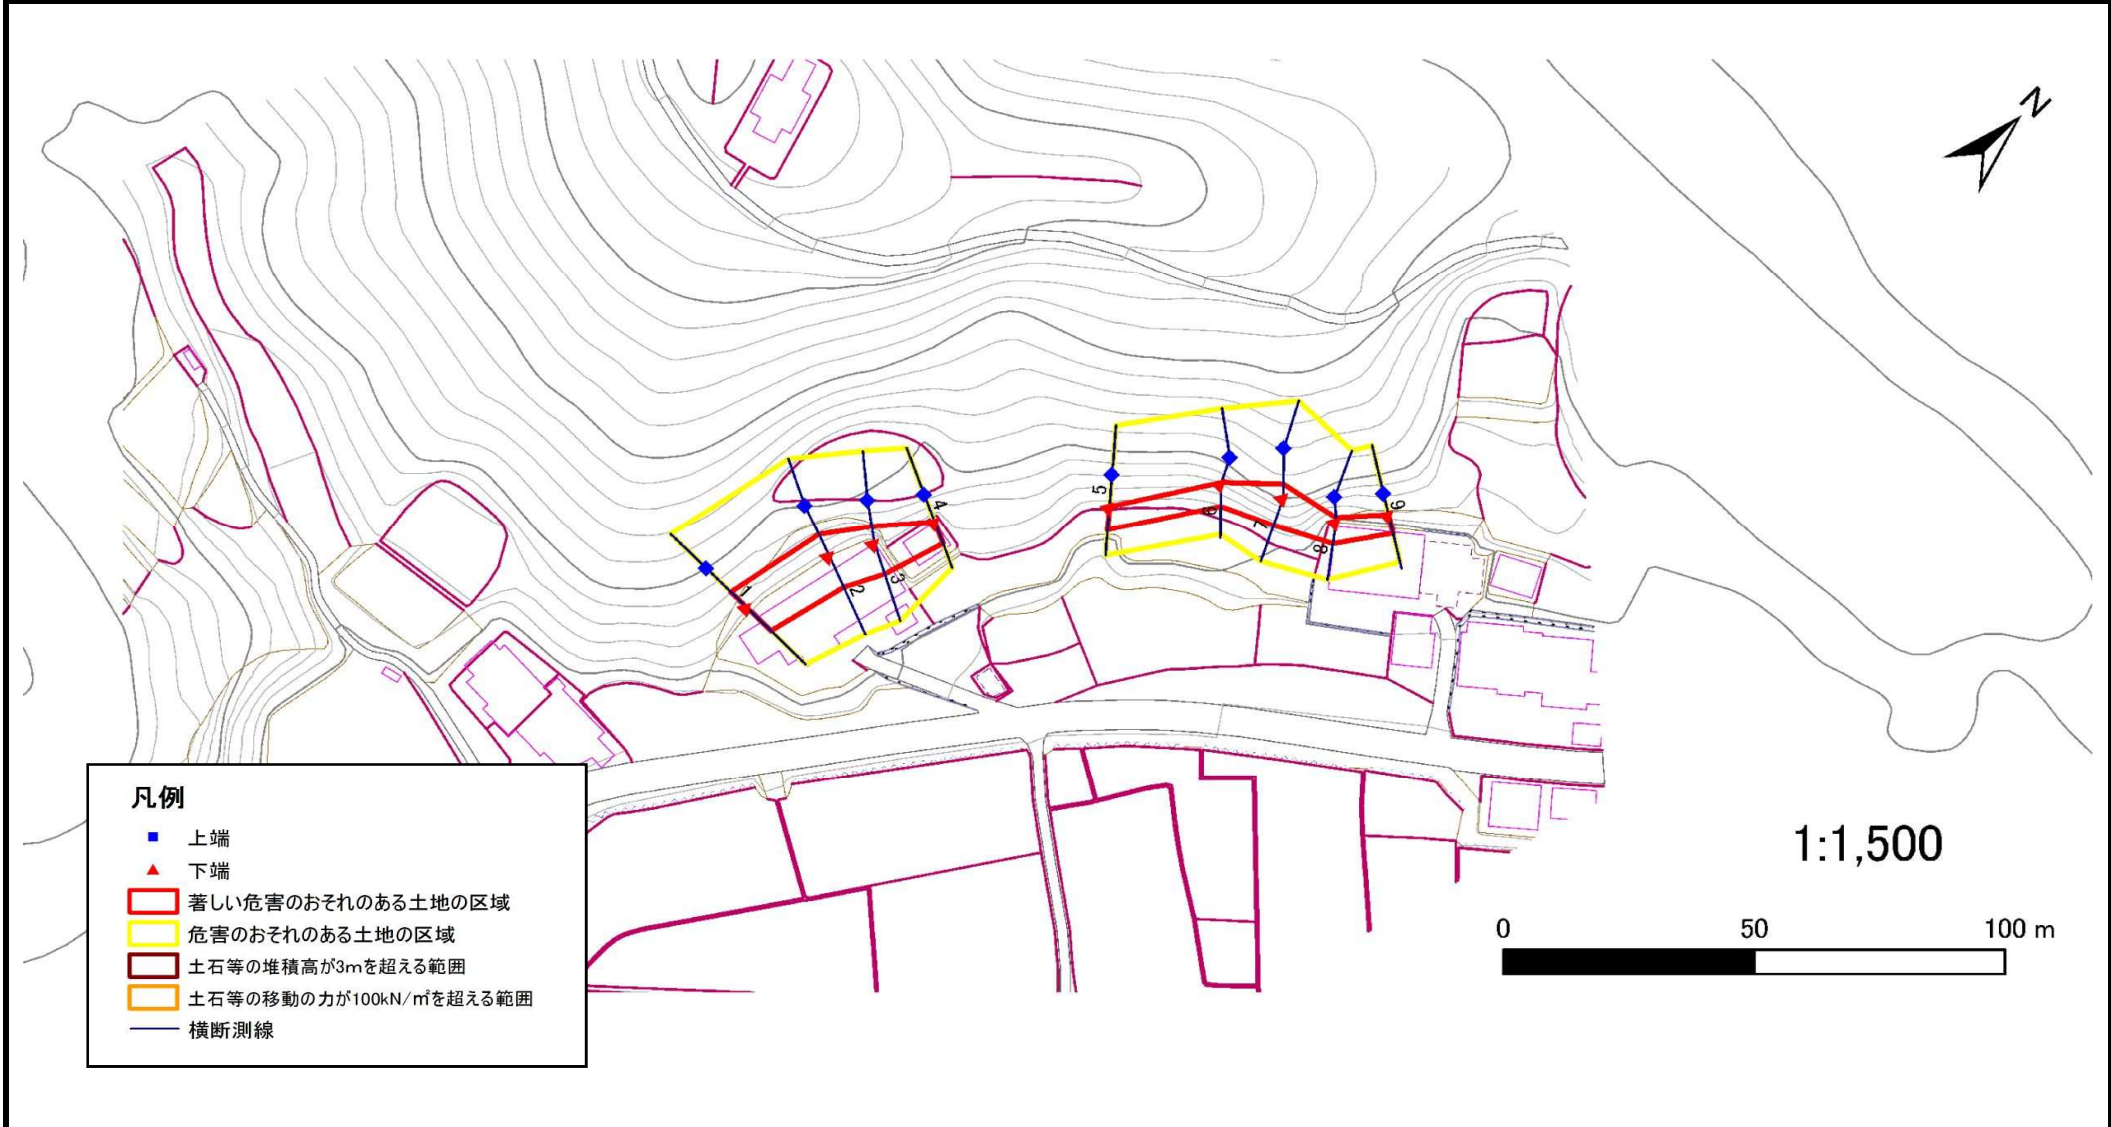 N
5
4
9
6
7
8
3
1
2
1:1,500
0 50 100 m
凡例
上端
下端
著しい危害のおそれのある土地の区域
危害のおそれのある土地の区域
土石等の堆積高が3mを超える範囲
土石等の移動の力が100kN/㎡を超える範囲
横断測線